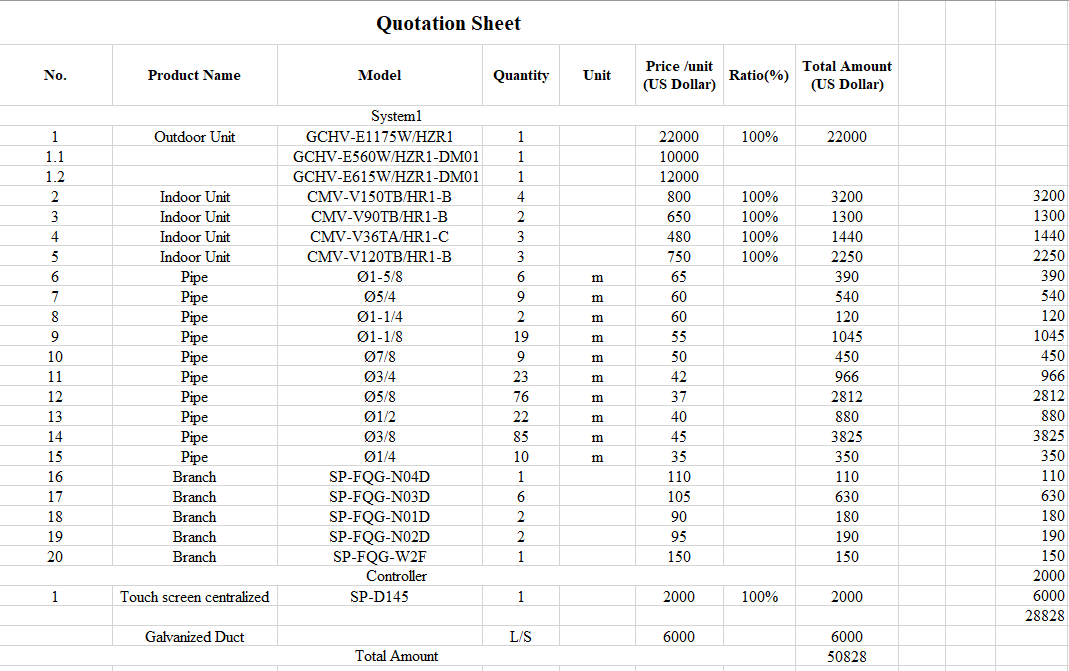 Quotation Sheet
No. Product Name Model Quantity Unit Price /unit (US Dollar) Ratio(%) Total Amount (US Dollar)
System1
1 Outdoor Unit GCHV-E1175W/HZR1 1 22000 100% 22000
1.1 GCHV-E560W/HZR1-DM01 1 10000
1.2 GCHV-E615W/HZR1-DM01 1 12000
2 Indoor Unit CMV-V150TB/HR1-B 4 800 100% 3200 3200
3 Indoor Unit CMV-V90TB/HR1-B 2 650 100% 1300 1300
4 Indoor Unit CMV-V36TA/HR1-C 3 480 100% 1440 1440
5 Indoor Unit CMV-V120TB/HR1-B 3 750 100% 2250 2250
6 Pipe Ø1-5/8 6 m 65 390 390
7 Pipe Ø5/4 9 m 60 540 540
8 Pipe Ø1-1/4 2 m 60 120 120
9 Pipe Ø1-1/8 19 m 55 1045 1045
10 Pipe Ø7/8 9 m 50 450 450
11 Pipe Ø3/4 23 m 42 966 966
12 Pipe Ø5/8 76 m 37 2812 2812
13 Pipe Ø1/2 22 m 40 880 880
14 Pipe Ø3/8 85 m 45 3825 3825
15 Pipe Ø1/4 10 m 35 350 350
16 Branch SP-FQG-N04D 1 110 110 110
17 Branch SP-FQG-N03D 6 105 630 630
18 Branch SP-FQG-N01D 2 90 180 180
19 Branch SP-FQG-N02D 2 95 190 190
20 Branch SP-FQG-W2F 1 150 150 150
Controller 2000
1 Touch screen centralized SP-D145 1 2000 100% 2000 6000
28828
Galvanized Duct L/S 6000 6000
Total Amount 50828